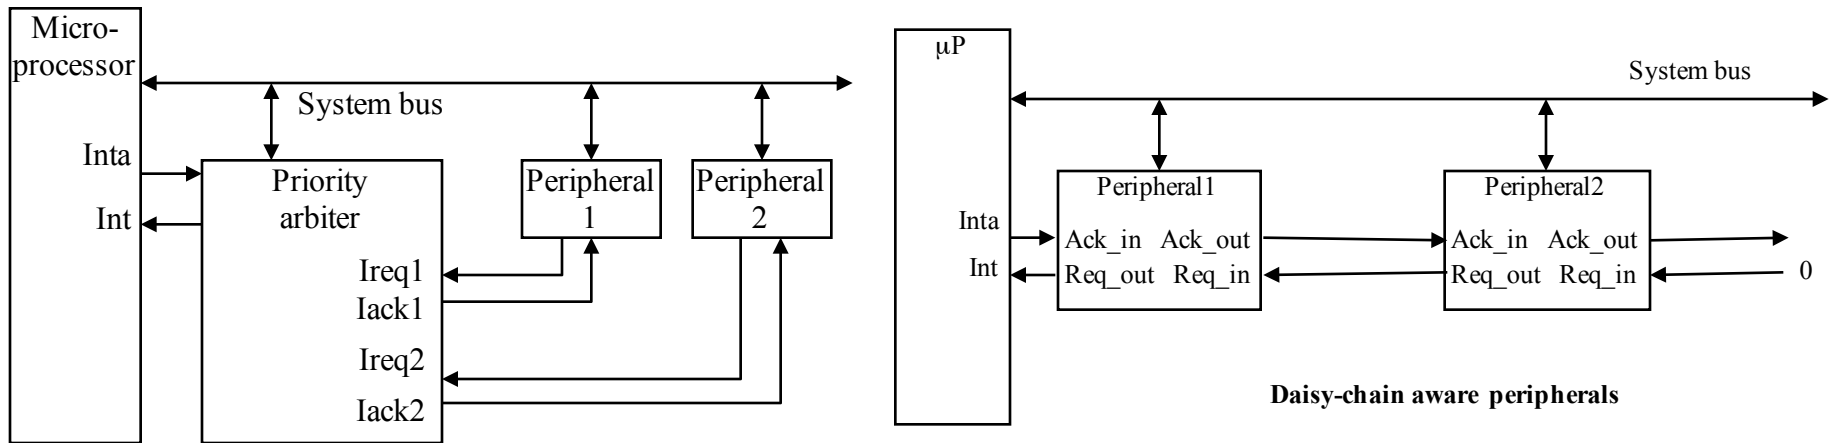 Micro-
processor
System bus
Inta
Int
Priority
arbiter
Peripheral
1
Peripheral
2
Ireq1
Iack1
Ireq2
Iack2
μP
System bus
Inta
Int
Peripheral1
Ack_in Ack_out
Req_out Req_in
Peripheral2
Ack_in Ack_out
Req_out Req_in
0
Daisy-chain aware peripherals